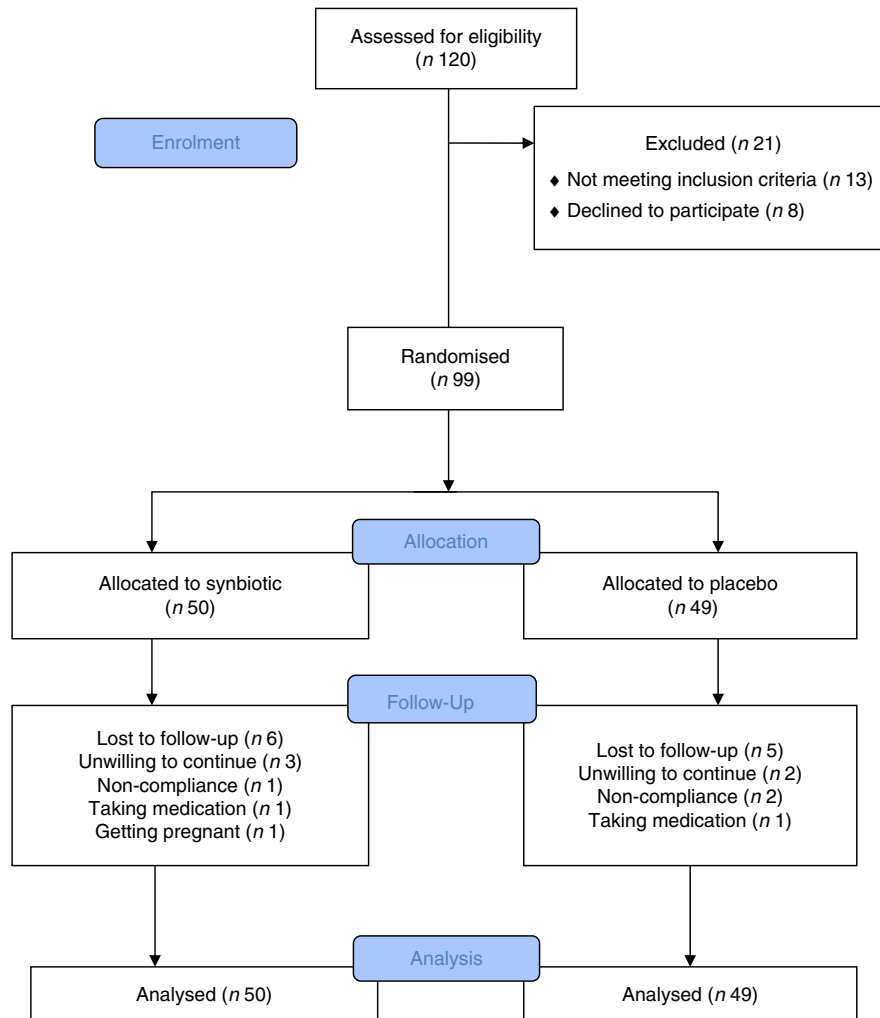 Assessed for eligibility
(n 120)
Enrolment
Excluded (n 21)
♦ Not meeting inclusion criteria (n 13)
♦ Declined to participate (n 8)
Randomised
(n 99)
Allocation
Allocated to synbiotic
(n 50)
Allocated to placebo
(n 49)
Follow-Up
Lost to follow-up (n 6)
Unwilling to continue (n 3)
Non-compliance (n 1)
Taking medication (n 1)
Getting pregnant (n 1)
Lost to follow-up (n 5)
Unwilling to continue (n 2)
Non-compliance (n 2)
Taking medication (n 1)
Analysis
Analysed (n 50)
Analysed (n 49)